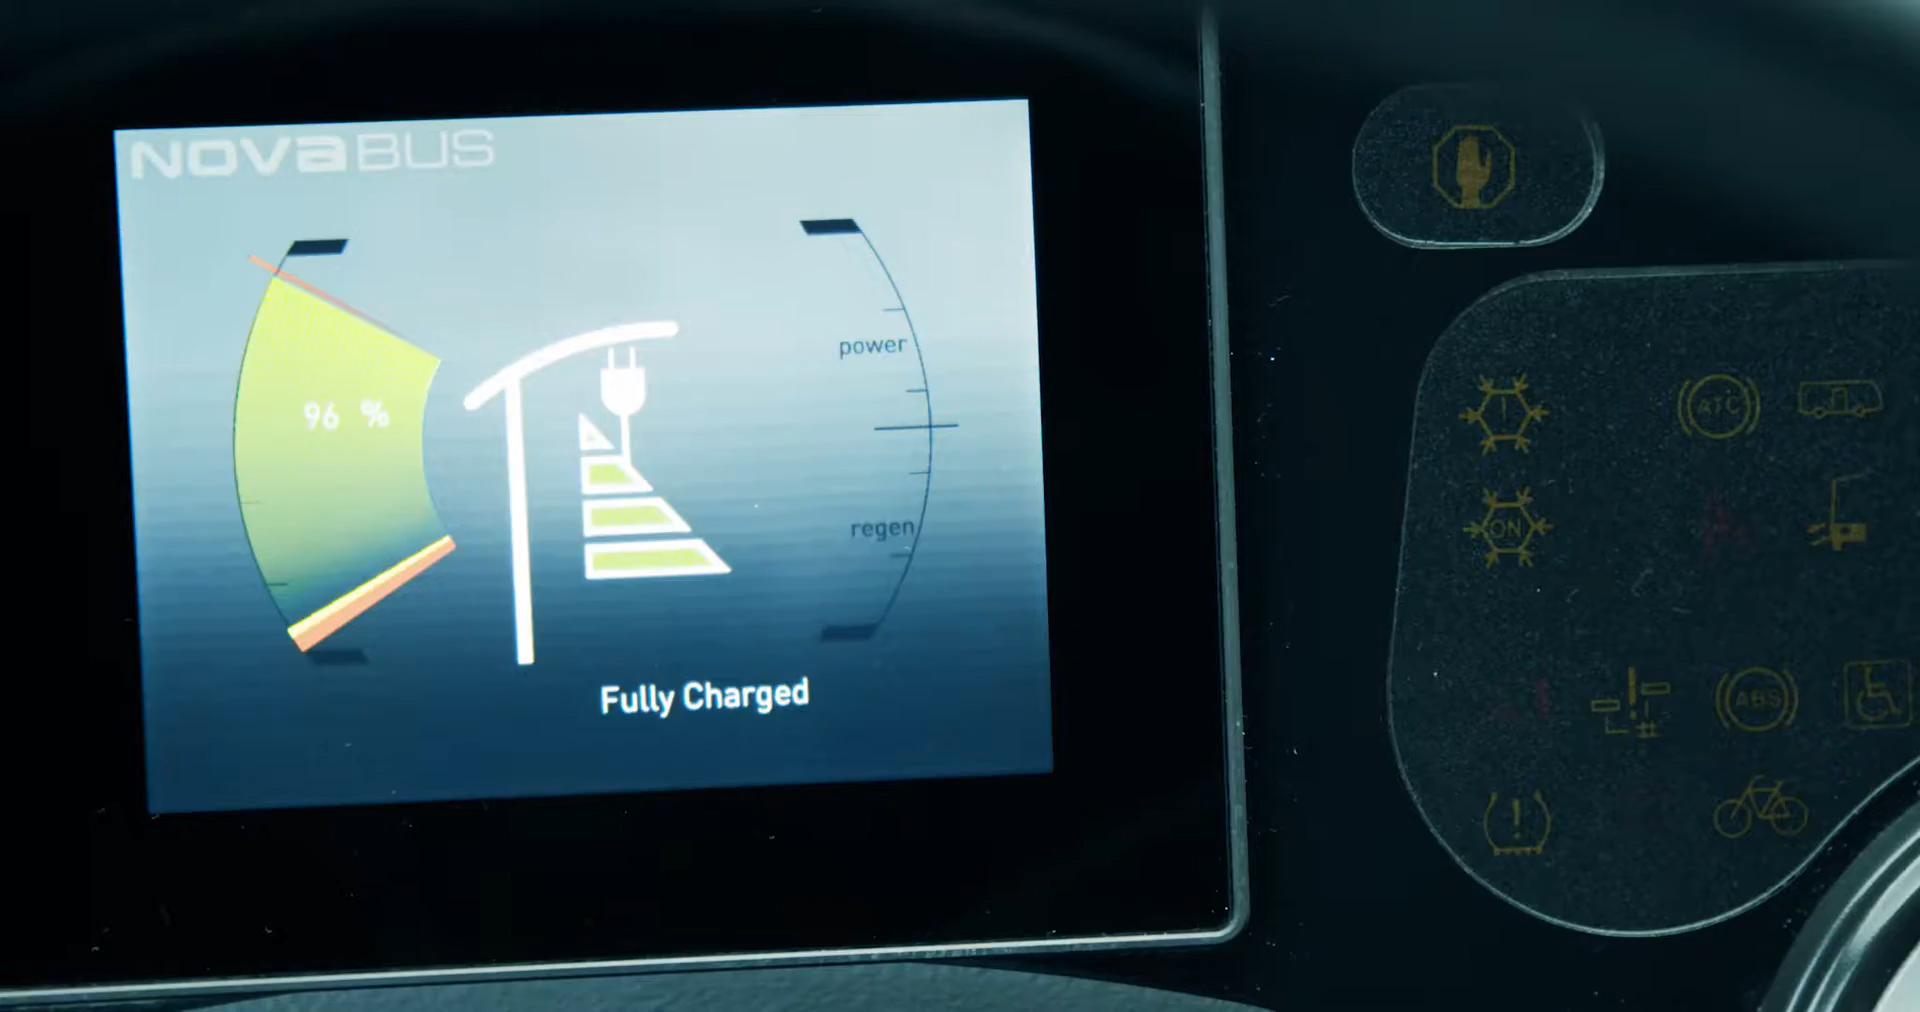 NOVABUS
power
96 %
regen
Fully Charged
ATC
ON
ABS